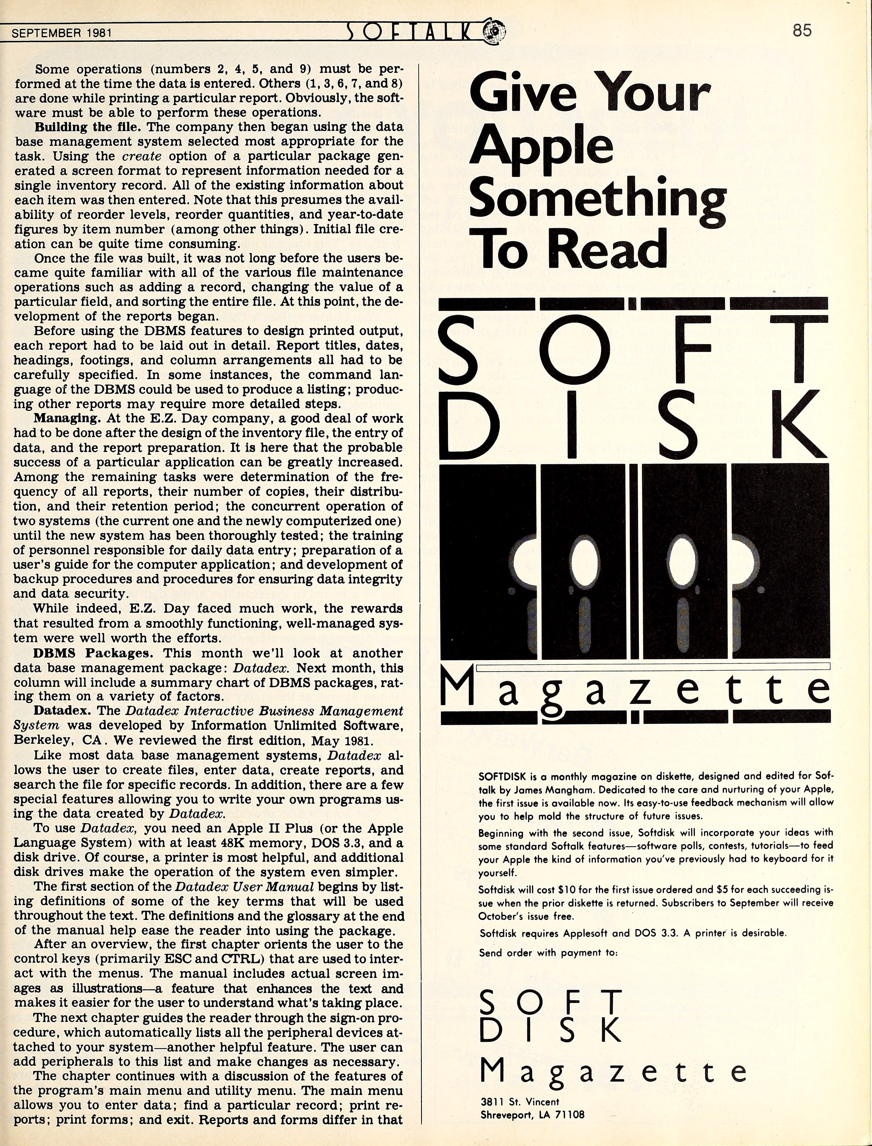 SEPTEMBER 1981
SOFTALK
85
Some operations (numbers 2, 4, 5, and 9) must be per-
formed at the time the data is entered. Others (1, 3, 6, 7, and 8)
are done while printing a particular report. Obviously, the soft-
ware must be able to perform these operations.
Building the file. The company then began using the data
base management system selected most appropriate for the
task. Using the create option of a particular package gen-
erated a screen format to represent information needed for a
single inventory record. All of the existing information about
each item was then entered. Note that this presumes the avail-
ability of reorder levels, reorder quantities, and year-to-date
figures by item number (among other things). Initial file cre-
ation can be quite time consuming.
Once the file was built, it was not long before the users be-
came quite familiar with all of the various file maintenance
operations such as adding a record, changing the value of a
particular field, and sorting the entire file. At this point, the de-
velopment of the reports began.
Before using the DBMS features to design printed output,
each report had to be laid out in detail. Report titles, dates,
headings, footings, and column arrangements all had to be
carefully specified. In some instances, the command lan-
guage of the DBMS could be used to produce a listing; produc-
ing other reports may require more detailed steps.
Managing. At the E.Z. Day company, a good deal of work
had to be done after the design of the inventory file, the entry of
data, and the report preparation. It is here that the probable
success of a particular application can be greatly increased.
Among the remaining tasks were determination of the fre-
quency of all reports, their number of copies, their distribu-
tion, and their retention period; the concurrent operation of
two systems (the current one and the newly computerized one)
until the new system has been thoroughly tested; the training
of personnel responsible for daily data entry; preparation of a
user's guide for the computer application; and development of
backup procedures and procedures for ensuring data integrity
and data security.
While indeed, E.Z. Day faced much work, the rewards
that resulted from a smoothly functioning, well-managed sys-
tem were well worth the efforts.
DBMS Packages. This month we'll look at another
data base management package: Datadex. Next month, this
column will include a summary chart of DBMS packages, rat-
ing them on a variety of factors.
Datadex. The Datadex Interactive Business Management
System was developed by Information Unlimited Software,
Berkeley, CA. We reviewed the first edition, May 1981.
Like most data base management systems, Datadex al-
lows the user to create files, enter data, create reports, and
search the file for specific records. In addition, there are a few
special features allowing you to write your own programs us-
ing the data created by Datadex.
To use Datadex, you need an Apple II Plus (or the Apple
Language System) with at least 48K memory, DOS 3.3, and a
disk drive. Of course, a printer is most helpful, and additional
disk drives make the operation of the system even simpler.
The first section of the Datadex User Manual begins by list-
ing definitions of some of the key terms that will be used
throughout the text. The definitions and the glossary at the end
of the manual help ease the reader into using the package.
After an overview, the first chapter orients the user to the
control keys (primarily ESC and CTRL) that are used to inter-
act with the menus. The manual includes actual screen im-
ages as illustrations—a feature that enhances the text and
makes it easier for the user to understand what's taking place.
The next chapter guides the reader through the sign-on pro-
cedure, which automatically lists all the peripheral devices at-
tached to your system—another helpful feature. The user can
add peripherals to this list and make changes as necessary.
The chapter continues with a discussion of the features of
the program's main menu and utility menu. The main menu
allows you to enter data; find a particular record; print re-
ports; print forms; and exit. Reports and forms differ in that
Give Your
Apple
Something
To Read
SOFT
DISK
Magazette
SOFTDISK is a monthly magazine on diskette, designed and edited for Sof-
talk by James Mangham. Dedicated to the care and nurturing of your Apple,
the first issue is available now. Its easy-to-use feedback mechanism will allow
you to help mold the structure of future issues.
Beginning with the second issue, Softdisk will incorporate your ideas with
some standard Softalk features—software polls, contests, tutorials—to feed
your Apple the kind of information you've previously had to keyboard for it
yourself.
Softdisk will cost $10 for the first issue ordered and $5 for each succeeding is-
sue when the prior diskette is returned. Subscribers to September will receive
October's issue free.
Softdisk requires Applesoft and DOS 3.3. A printer is desirable.
Send order with payment to:
SOFT
DISK
Magazette
3811 St. Vincent
Shreveport, LA 71108